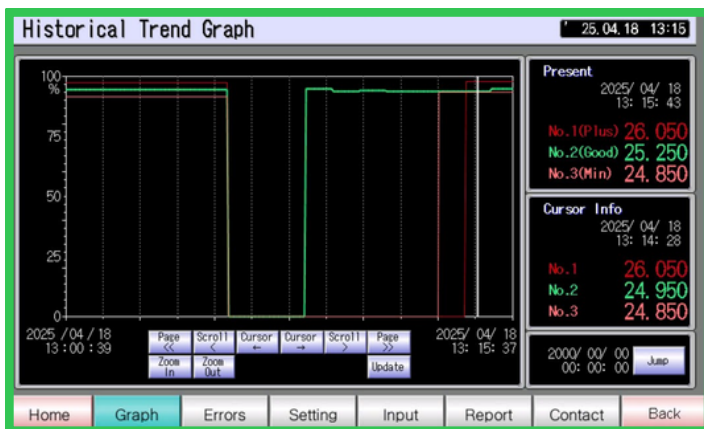 Historical Trend Graph
' 25.04.18 13:15
100
%
75
50
25
0
2025 /04 / 18
13 :00 : 39
2025/ 04/ 18
13: 15: 37
Page <<
Scroll <
Cursor ←
Cursor →
Scroll >
Page >>
Zoom In
Zoom Out
Update
Present
2025/ 04/ 18
13: 15: 43
No.1(Plus) 26.050
No.2(Good) 25.250
No.3(Min) 24.850
Cursor Info
2025/ 04/ 18
13: 14: 28
No.1 26.050
No.2 24.950
No.3 24.850
2000/ 00/ 00
00: 00: 00
Jump
Home Graph Errors Setting Input Report Contact Back